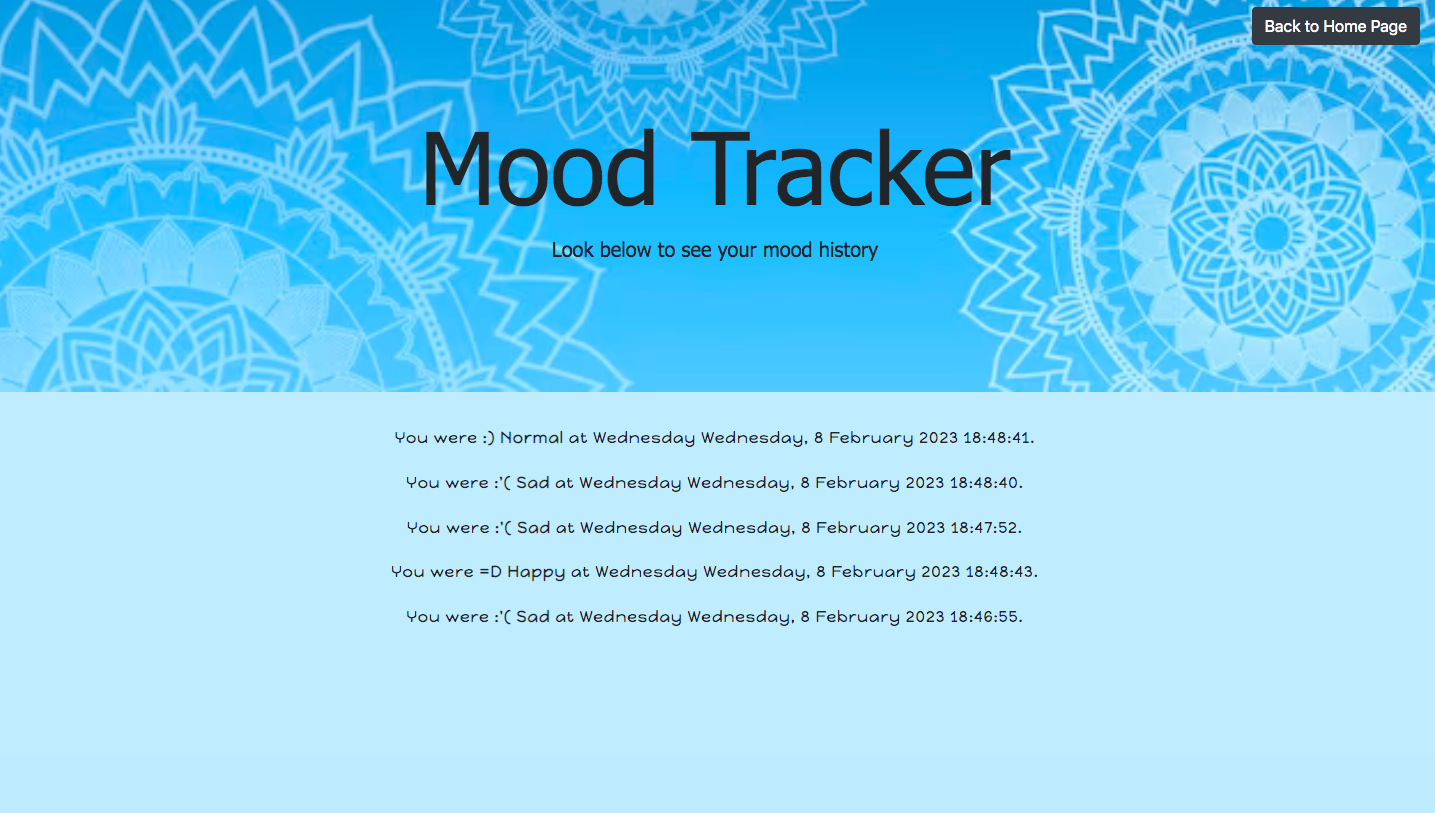 Back to Home Page
Mood Tracker
Look below to see your mood history
You were :) Normal at Wednesday Wednesday, 8 February 2023 18:48:41.
You were :'( Sad at Wednesday Wednesday, 8 February 2023 18:48:40.
You were :'( Sad at Wednesday Wednesday, 8 February 2023 18:47:52.
You were =D Happy at Wednesday Wednesday, 8 February 2023 18:48:43.
You were :'( Sad at Wednesday Wednesday, 8 February 2023 18:46:55.